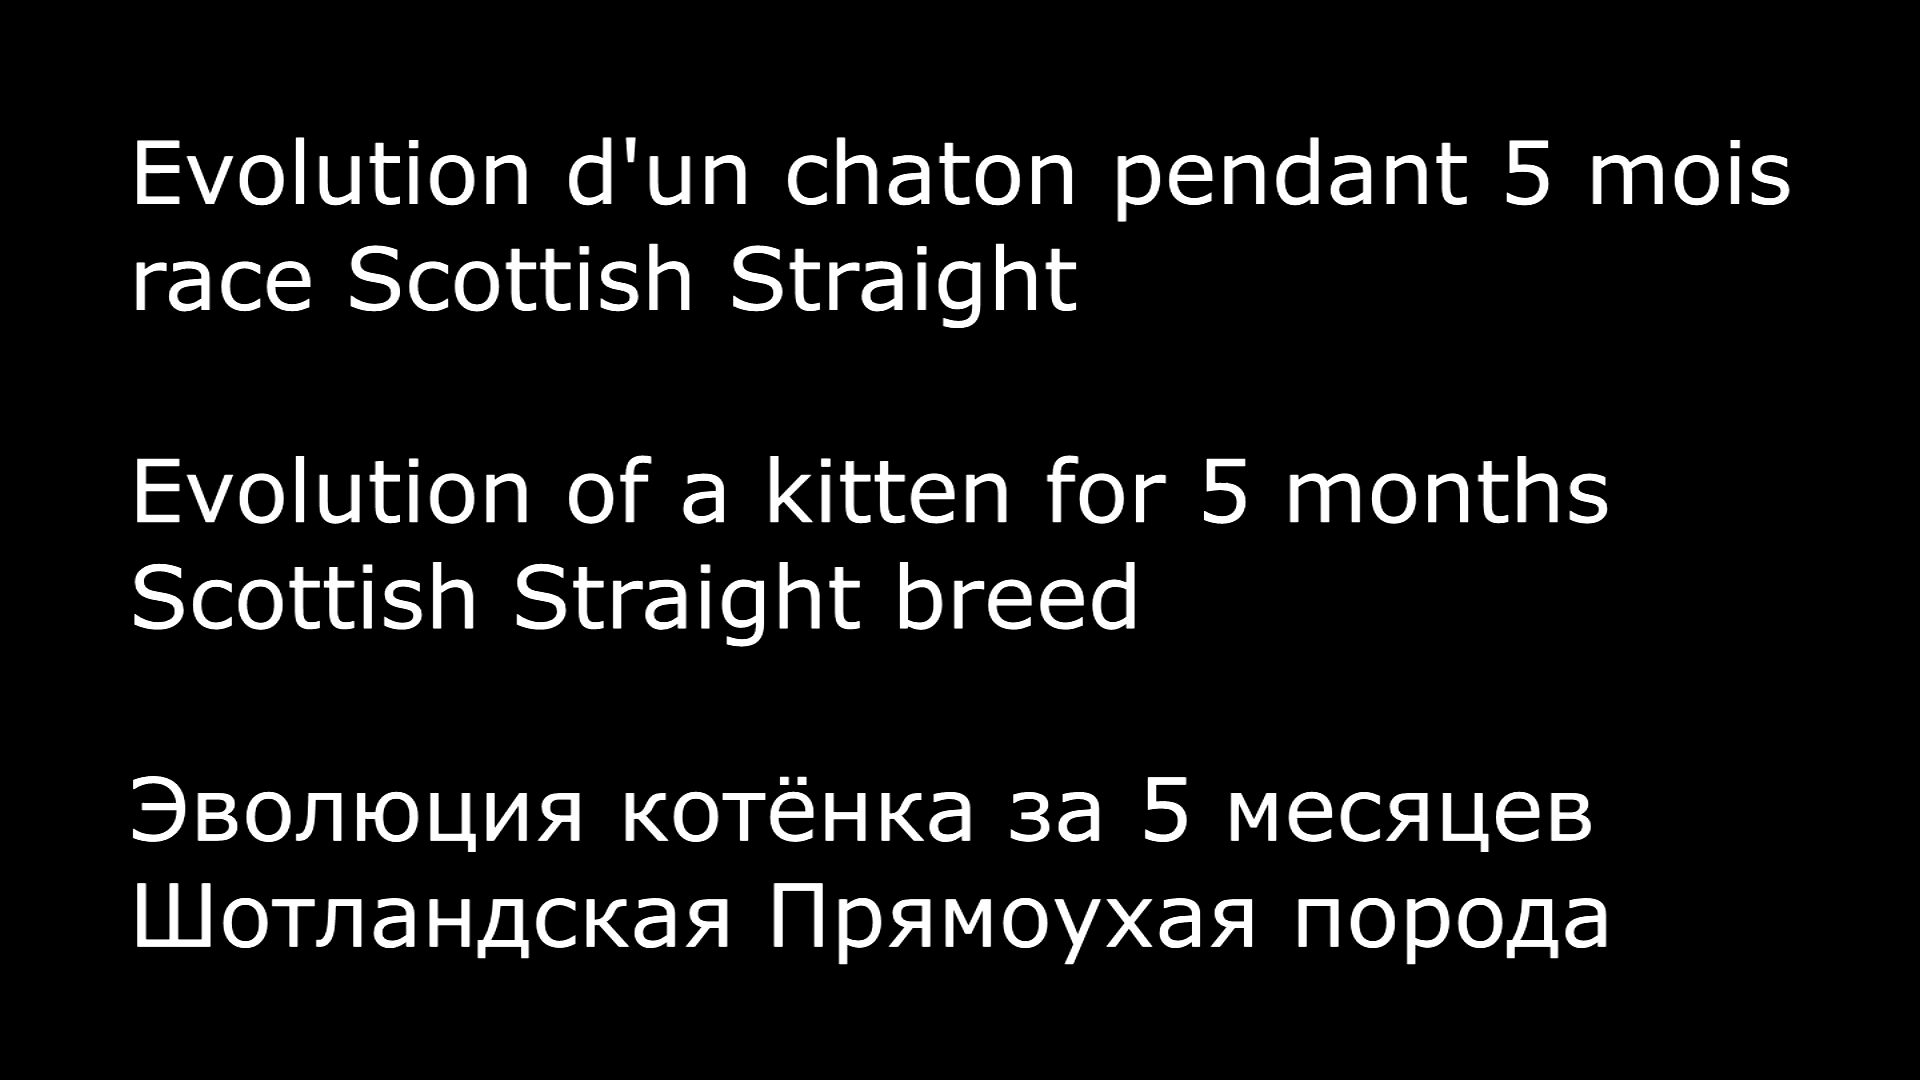 Evolution d'un chaton pendant 5 mois
race Scottish Straight
Evolution of a kitten for 5 months
Scottish Straight breed
Эволюция котёнка за 5 месяцев
Шотландская Прямоухая порода